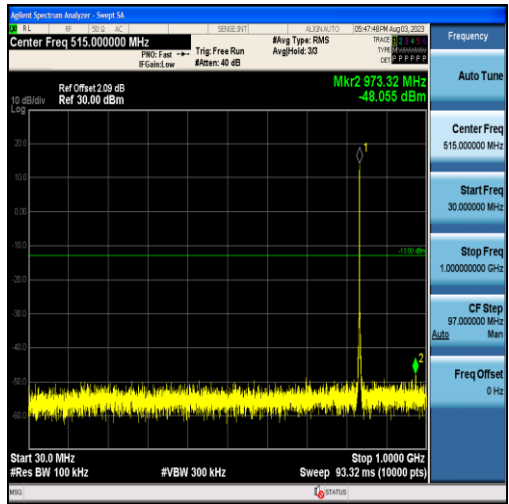 Agilent Spectrum Analyzer - Swept SA
RL RF 50 Ω AC SENSE:INT ALIGN AUTO 05:47:48PM Aug 03, 2023
Center Freq 515.000000 MHz
PNO: Fast
IFGain:Low
Trig: Free Run
#Atten: 40 dB
#Avg Type: RMS
Avg|Hold: 3/3
TRACE 1 2 3 4 5 6
TYPE
DET P P P P P P
Frequency
Mkr2 973.32 MHz
-48.055 dBm
Ref Offset 2.09 dB
Ref 30.00 dBm
10 dB/div
Log
20.0
10.0
0.00
-10.0
-20.0
-30.0
-40.0
-50.0
-60.0
1
-13.00 dBm
2
Start 30.0 MHz
Stop 1.0000 GHz
#Res BW 100 kHz
#VBW 300 kHz
Sweep 93.32 ms (10000 pts)
MSG
STATUS
Auto Tune
Center Freq
515.000000 MHz
Start Freq
30.000000 MHz
Stop Freq
1.000000000 GHz
CF Step
97.000000 MHz
Auto Man
Freq Offset
0 Hz